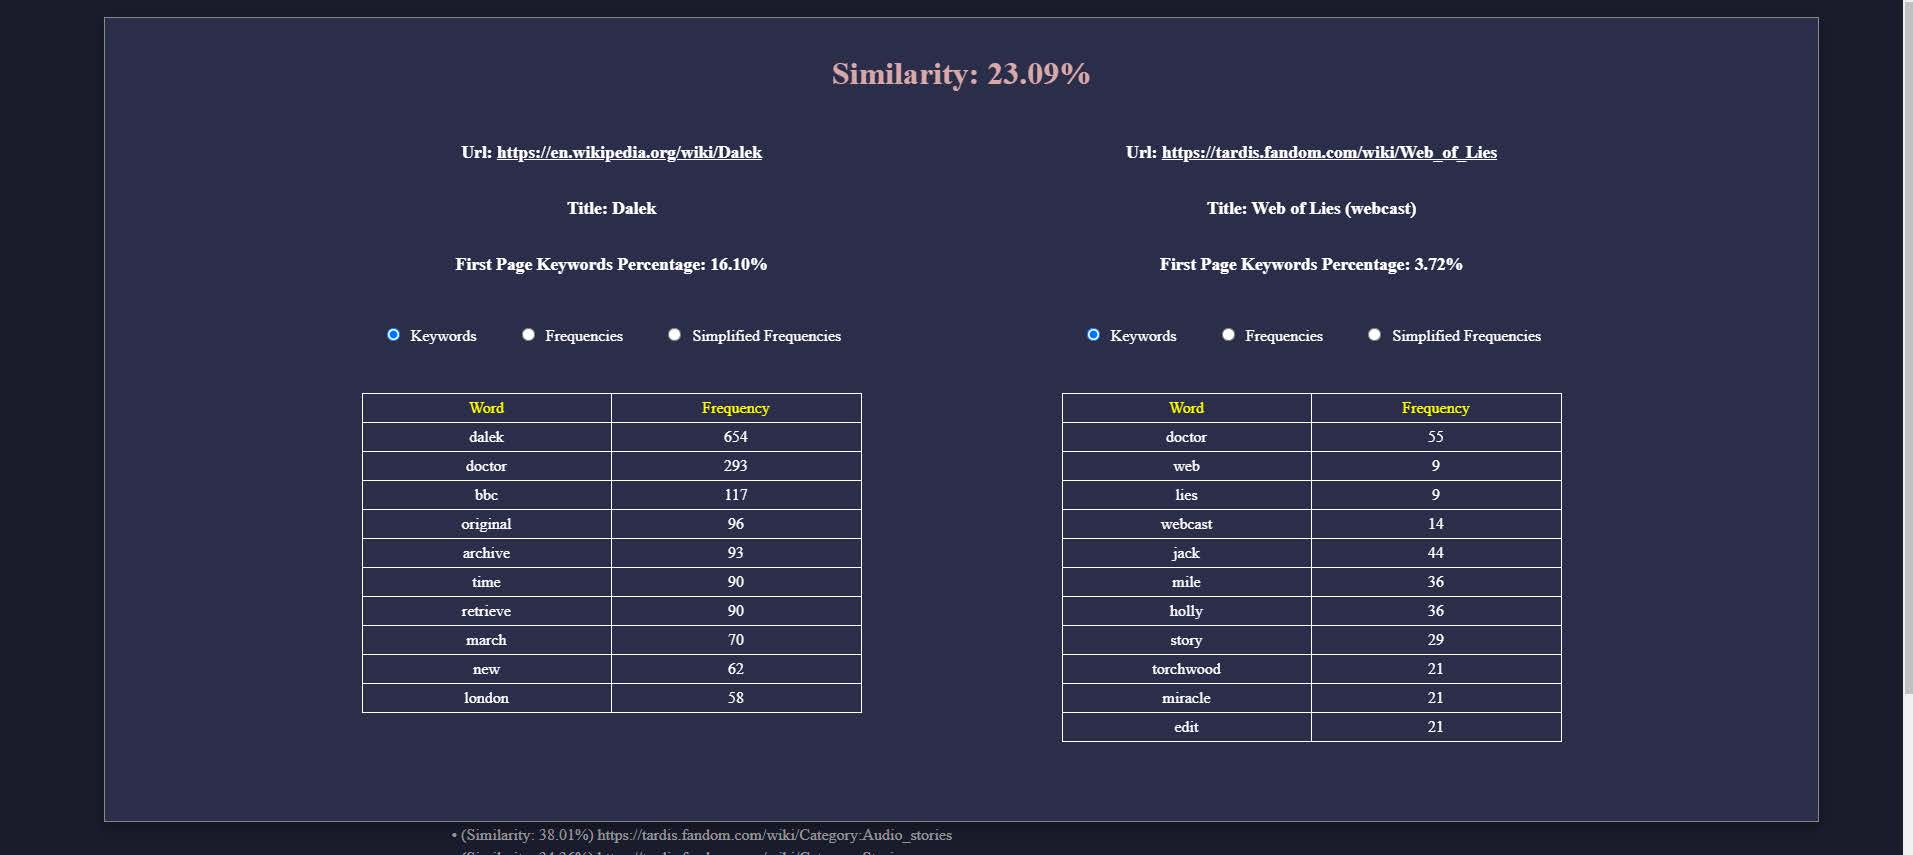 Similarity: 23.09%
Url: https://en.wikipedia.org/wiki/Dalek
Title: Dalek
First Page Keywords Percentage: 16.10%
Keywords Frequencies Simplified Frequencies
Word Frequency
dalek 654
doctor 293
bbc 117
original 96
archive 93
time 90
retrieve 90
march 70
new 62
london 58
Url: https://tardis.fandom.com/wiki/Web_of_Lies
Title: Web of Lies (webcast)
First Page Keywords Percentage: 3.72%
Keywords Frequencies Simplified Frequencies
Word Frequency
doctor 55
web 9
lies 9
webcast 14
jack 44
mile 36
holly 36
story 29
torchwood 21
miracle 21
edit 21
• (Similarity: 38.01%) https://tardis.fandom.com/wiki/Category:Audio_stories